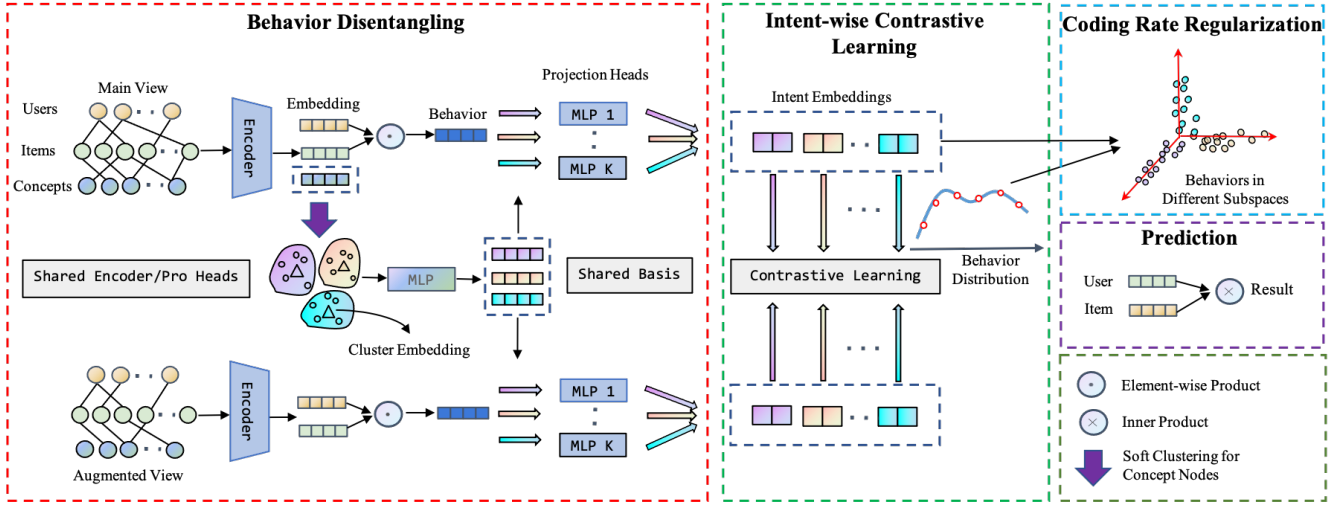 Behavior Disentangling
Main View
Users
Items
Concepts
Encoder
Embedding
Behavior
Projection Heads
MLP 1
MLP K
Shared Encoder/Pro Heads
MLP
Shared Basis
Cluster Embedding
Encoder
MLP 1
MLP K
Augmented View
Intent-wise Contrastive
Learning
Intent Embeddings
Contrastive Learning
Behavior
Distribution
Coding Rate Regularization
Behaviors in
Different Subspaces
Prediction
User
Item
Result
Element-wise Product
Inner Product
Soft Clustering for
Concept Nodes